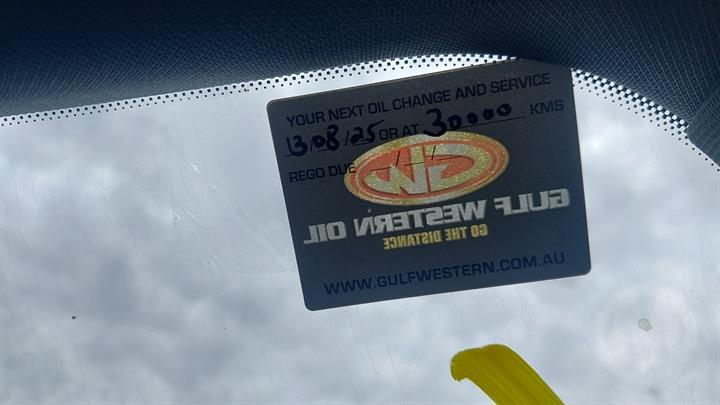 YOUR NEXT OIL CHANGE AND SERVICE
13/08/25 OR AT 30000 KMS
REGO DUE / /
GW
GULF WESTERN OIL
GO THE DISTANCE
WWW.GULFWESTERN.COM.AU